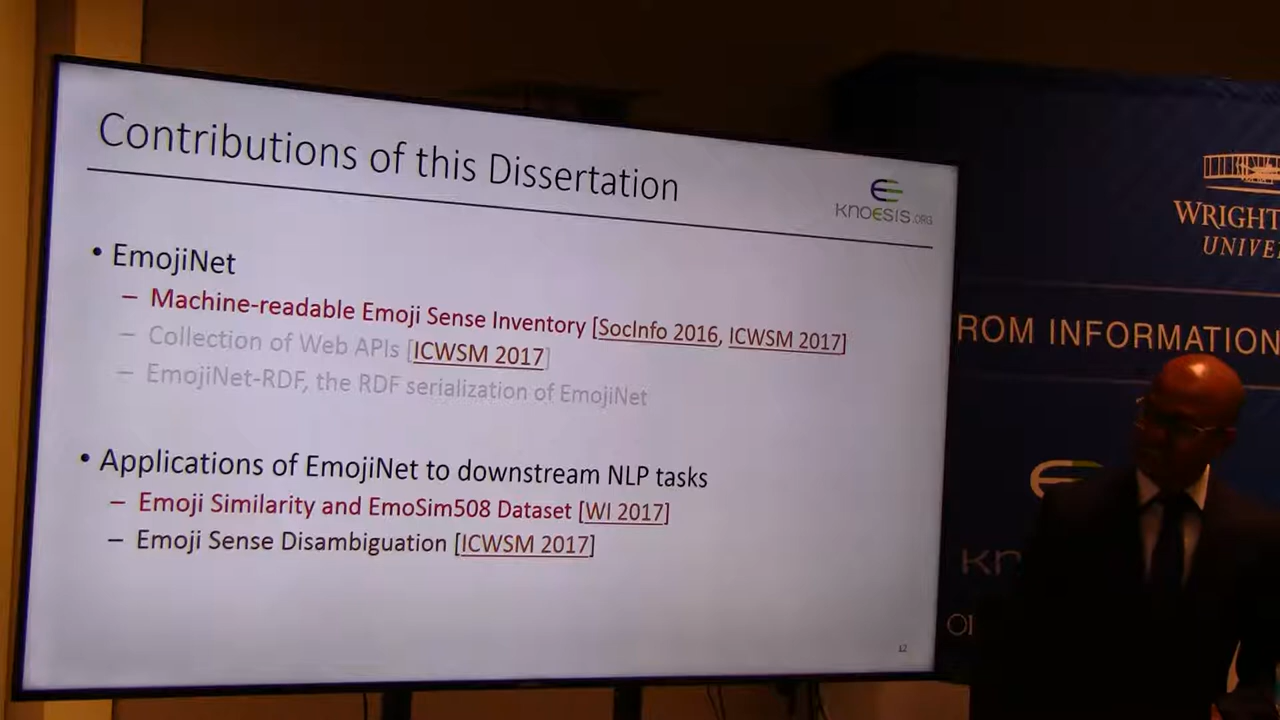 Contributions of this Dissertation
KNOESIS.ORG
• EmojiNet
– Machine-readable Emoji Sense Inventory [SocInfo 2016, ICWSM 2017]
– Collection of Web APIs [ICWSM 2017]
– EmojiNet-RDF, the RDF serialization of EmojiNet
• Applications of EmojiNet to downstream NLP tasks
– Emoji Similarity and EmoSim508 Dataset [WI 2017]
– Emoji Sense Disambiguation [ICWSM 2017]
12
WRIGHT
UNIVE
ROM INFORMATION
Kn